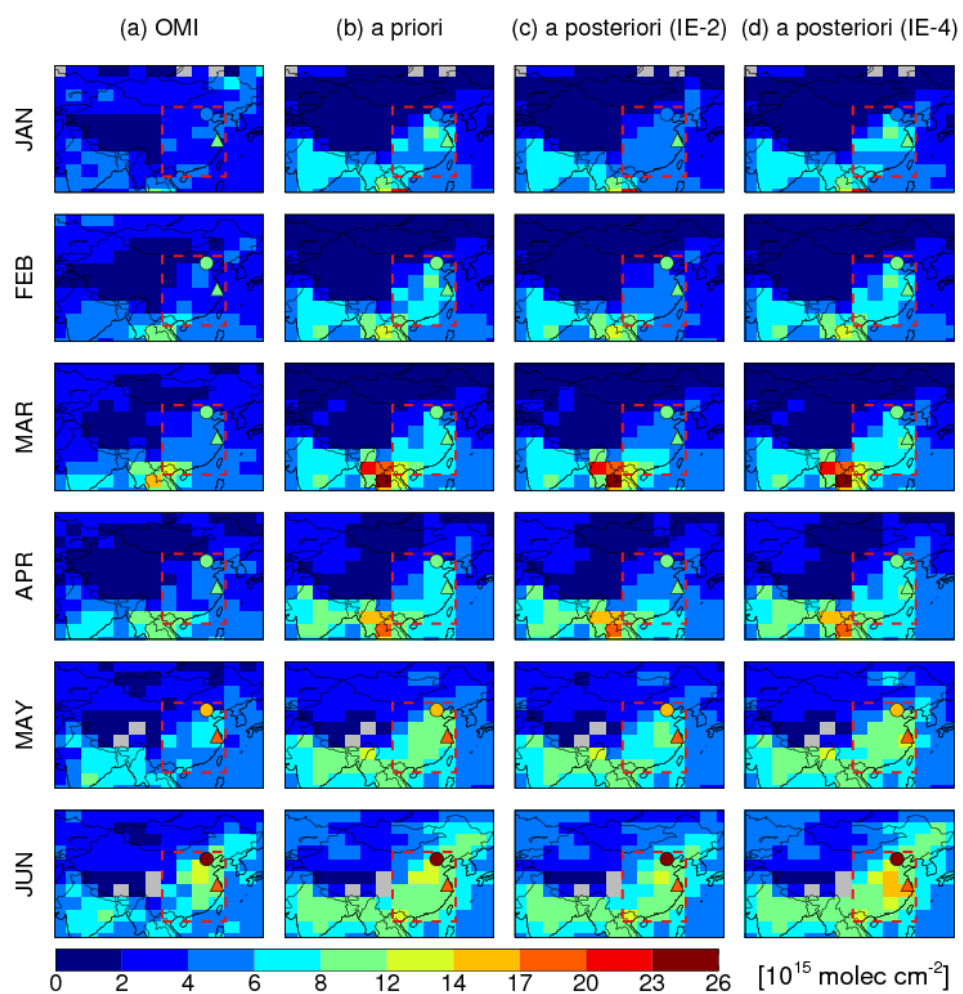 (a) OMI (b) a priori (c) a posteriori (IE-2) (d) a posteriori (IE-4)
JAN
FEB
MAR
APR
MAY
JUN
0 2 4 6 8 12 14 17 20 23 26 [10¹⁵ molec cm⁻²]